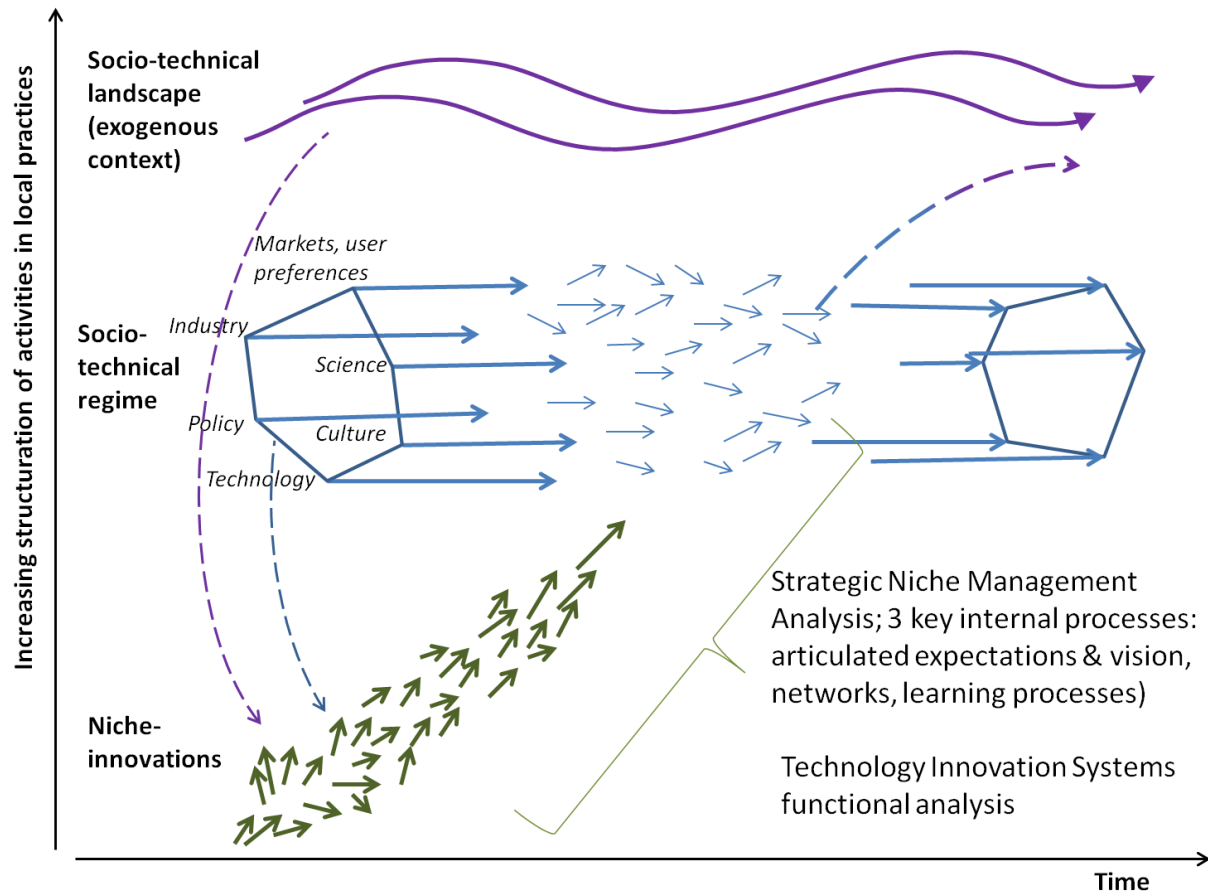 Increasing structuration of activities in local practices
Socio-technical
landscape
(exogenous
context)
Markets, user
preferences
Industry
Science
Socio-
technical
regime
Policy
Culture
Technology
Strategic Niche Management
Analysis; 3 key internal processes:
articulated expectations & vision,
networks, learning processes)
Niche-
innovations
Technology Innovation Systems
functional analysis
Time